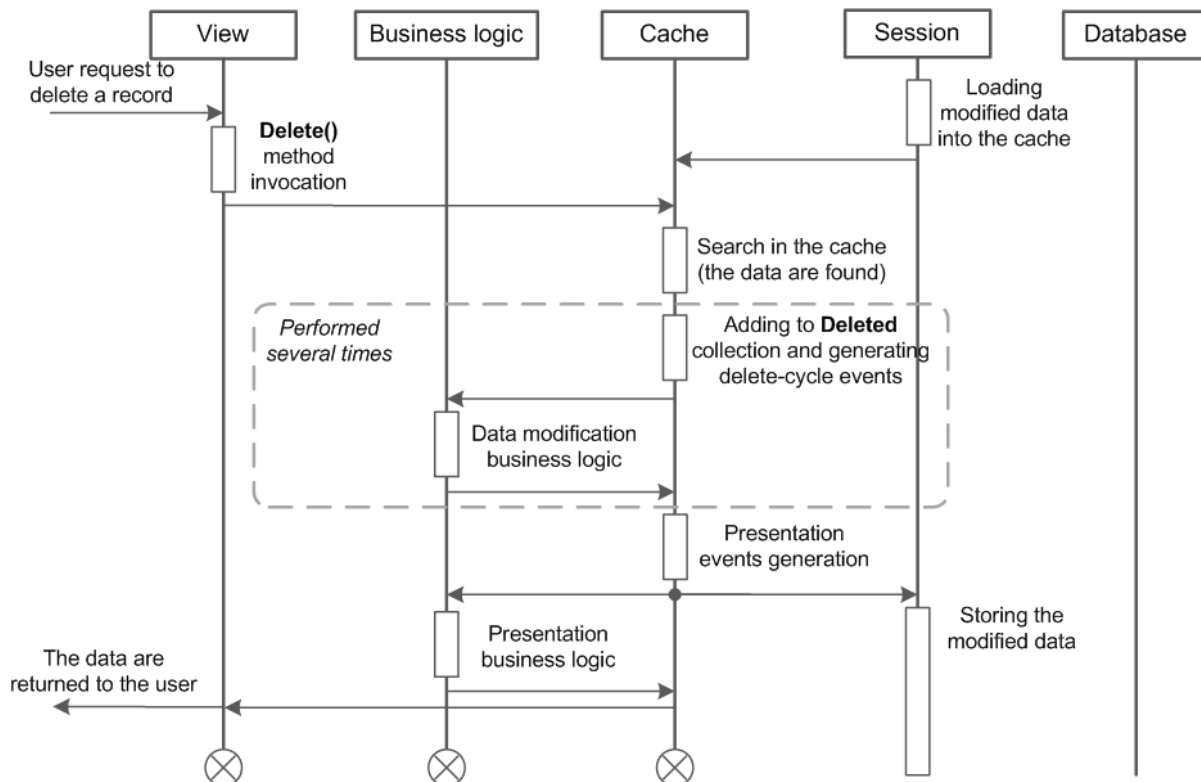 View
Business logic
Cache
Session
Database
User request to
delete a record
Loading
modified data
into the cache
Delete()
method
invocation
Search in the cache
(the data are found)
Performed
several times
Adding to Deleted
collection and generating
delete-cycle events
Data modification
business logic
Presentation
events generation
Storing the
modified data
Presentation
business logic
The data are
returned to the user